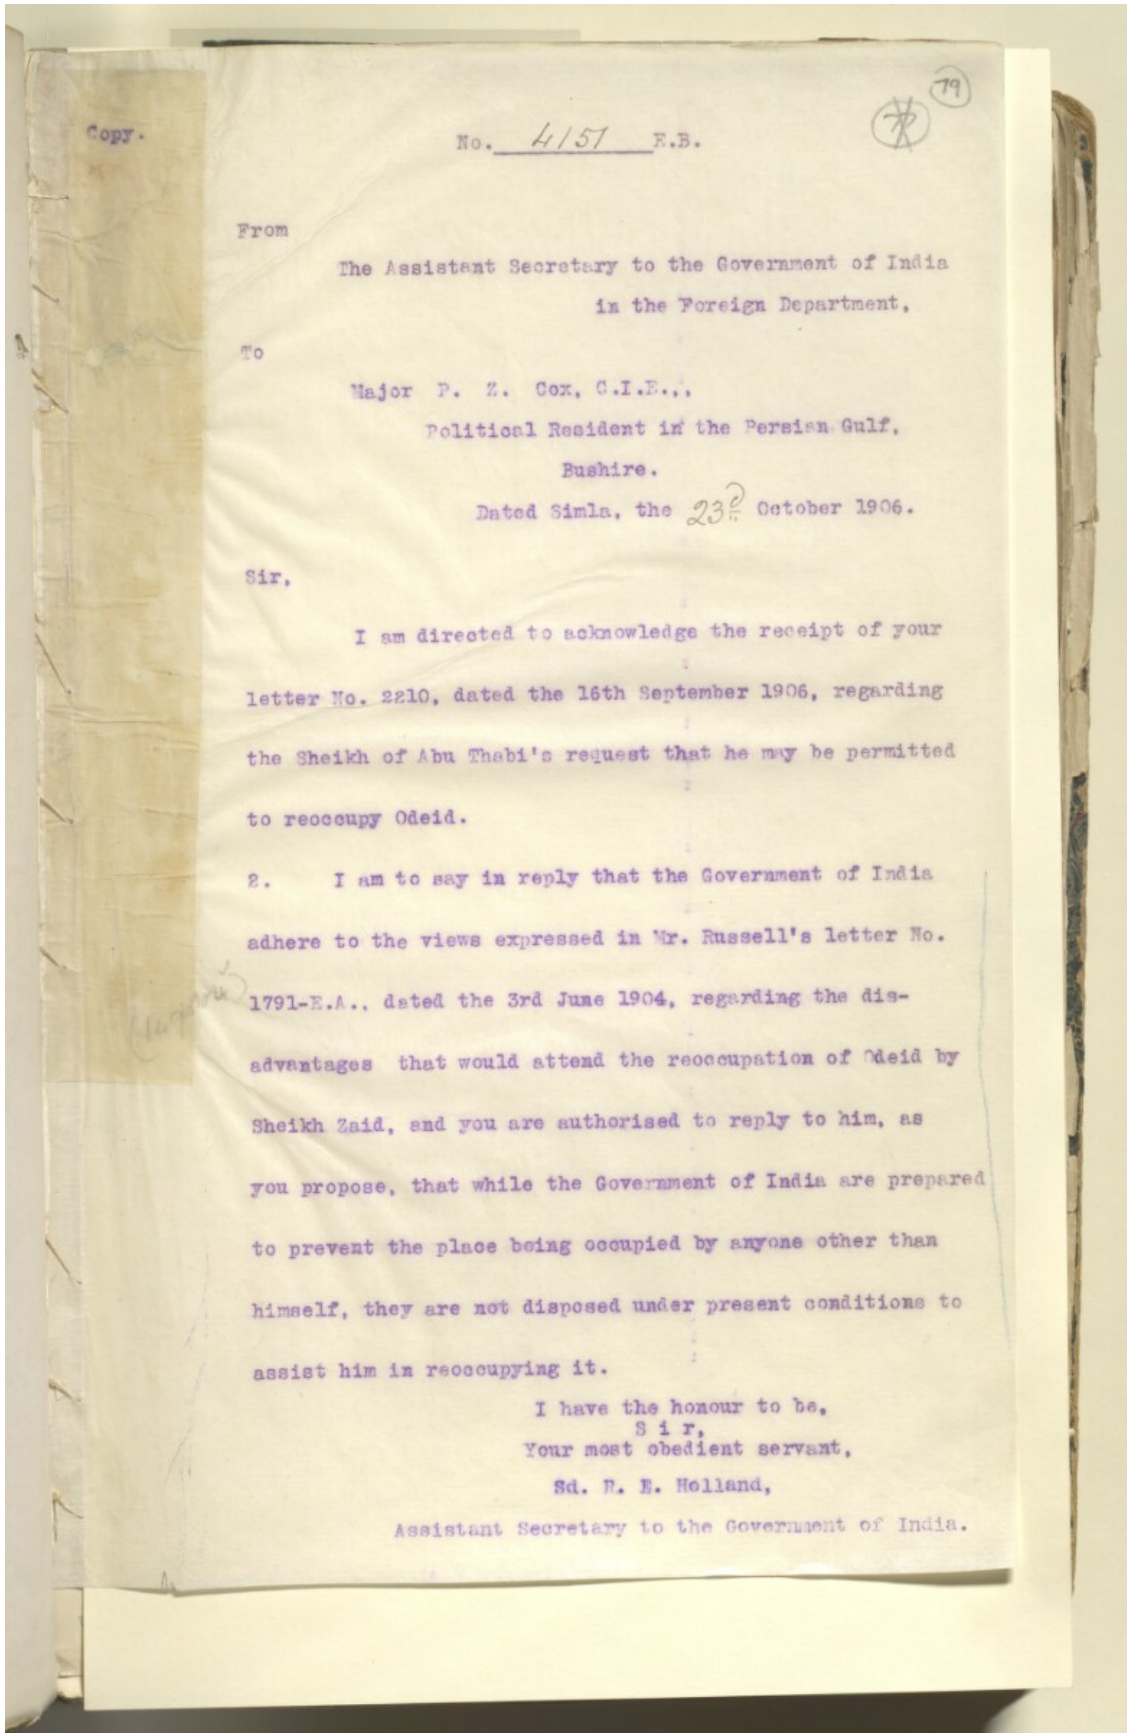 79
Copy.
No. 4151 E.B.
From
The Assistant Secretary to the Government of India
in the Foreign Department,
To
Major P. Z. Cox, C.I.E.,,
Political Resident in the Persian Gulf,
Bushire.
Dated Simla, the 23rd October 1906.
Sir,
I am directed to acknowledge the receipt of your
letter No. 2210, dated the 16th September 1906, regarding
the Sheikh of Abu Thabi's request that he may be permitted
to reoccupy Odeid.
2. I am to say in reply that the Government of India
adhere to the views expressed in Mr. Russell's letter No.
1791-E.A., dated the 3rd June 1904, regarding the dis-
advantages that would attend the reoccupation of Odeid by
Sheikh Zaid, and you are authorised to reply to him, as
you propose, that while the Government of India are prepared
to prevent the place being occupied by anyone other than
himself, they are not disposed under present conditions to
assist him in reoccupying it.
I have the honour to be,
S i r,
Your most obedient servant,
Sd. R. E. Holland,
Assistant Secretary to the Government of India.